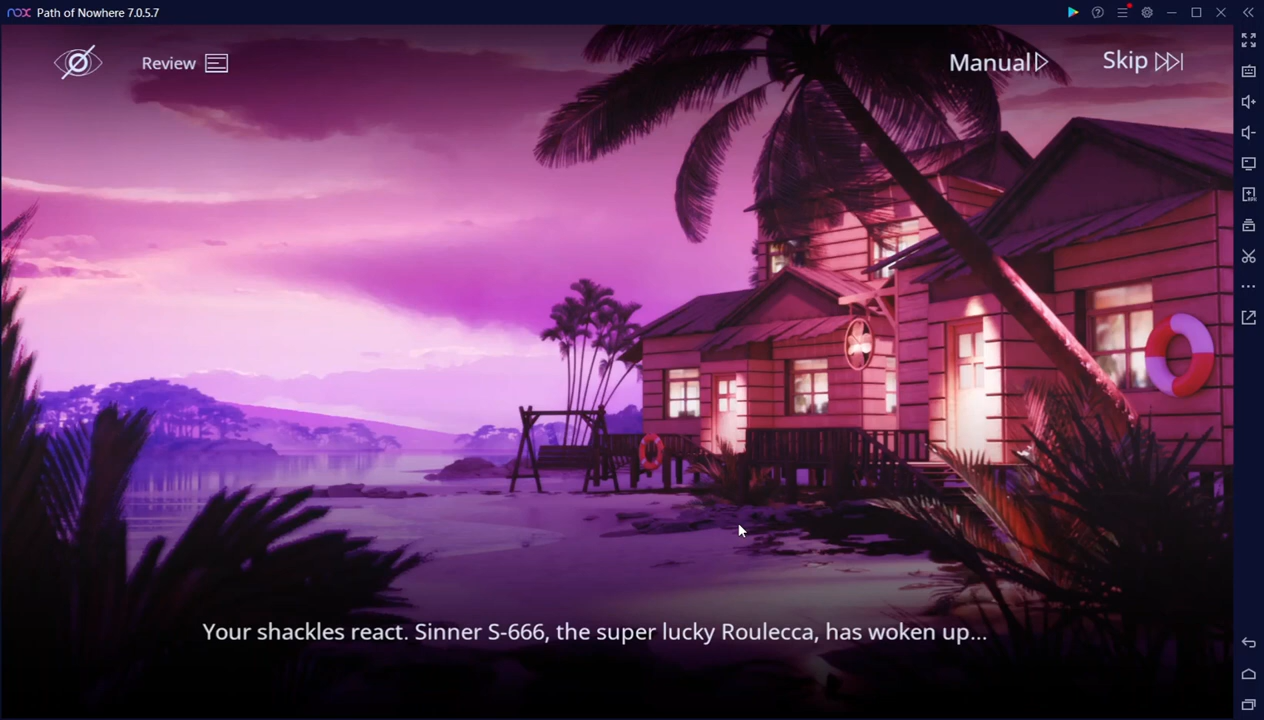 nox Path of Nowhere 7.0.5.7
Review
Manual
Skip
Your shackles react. Sinner S-666, the super lucky Roulecca, has woken up...